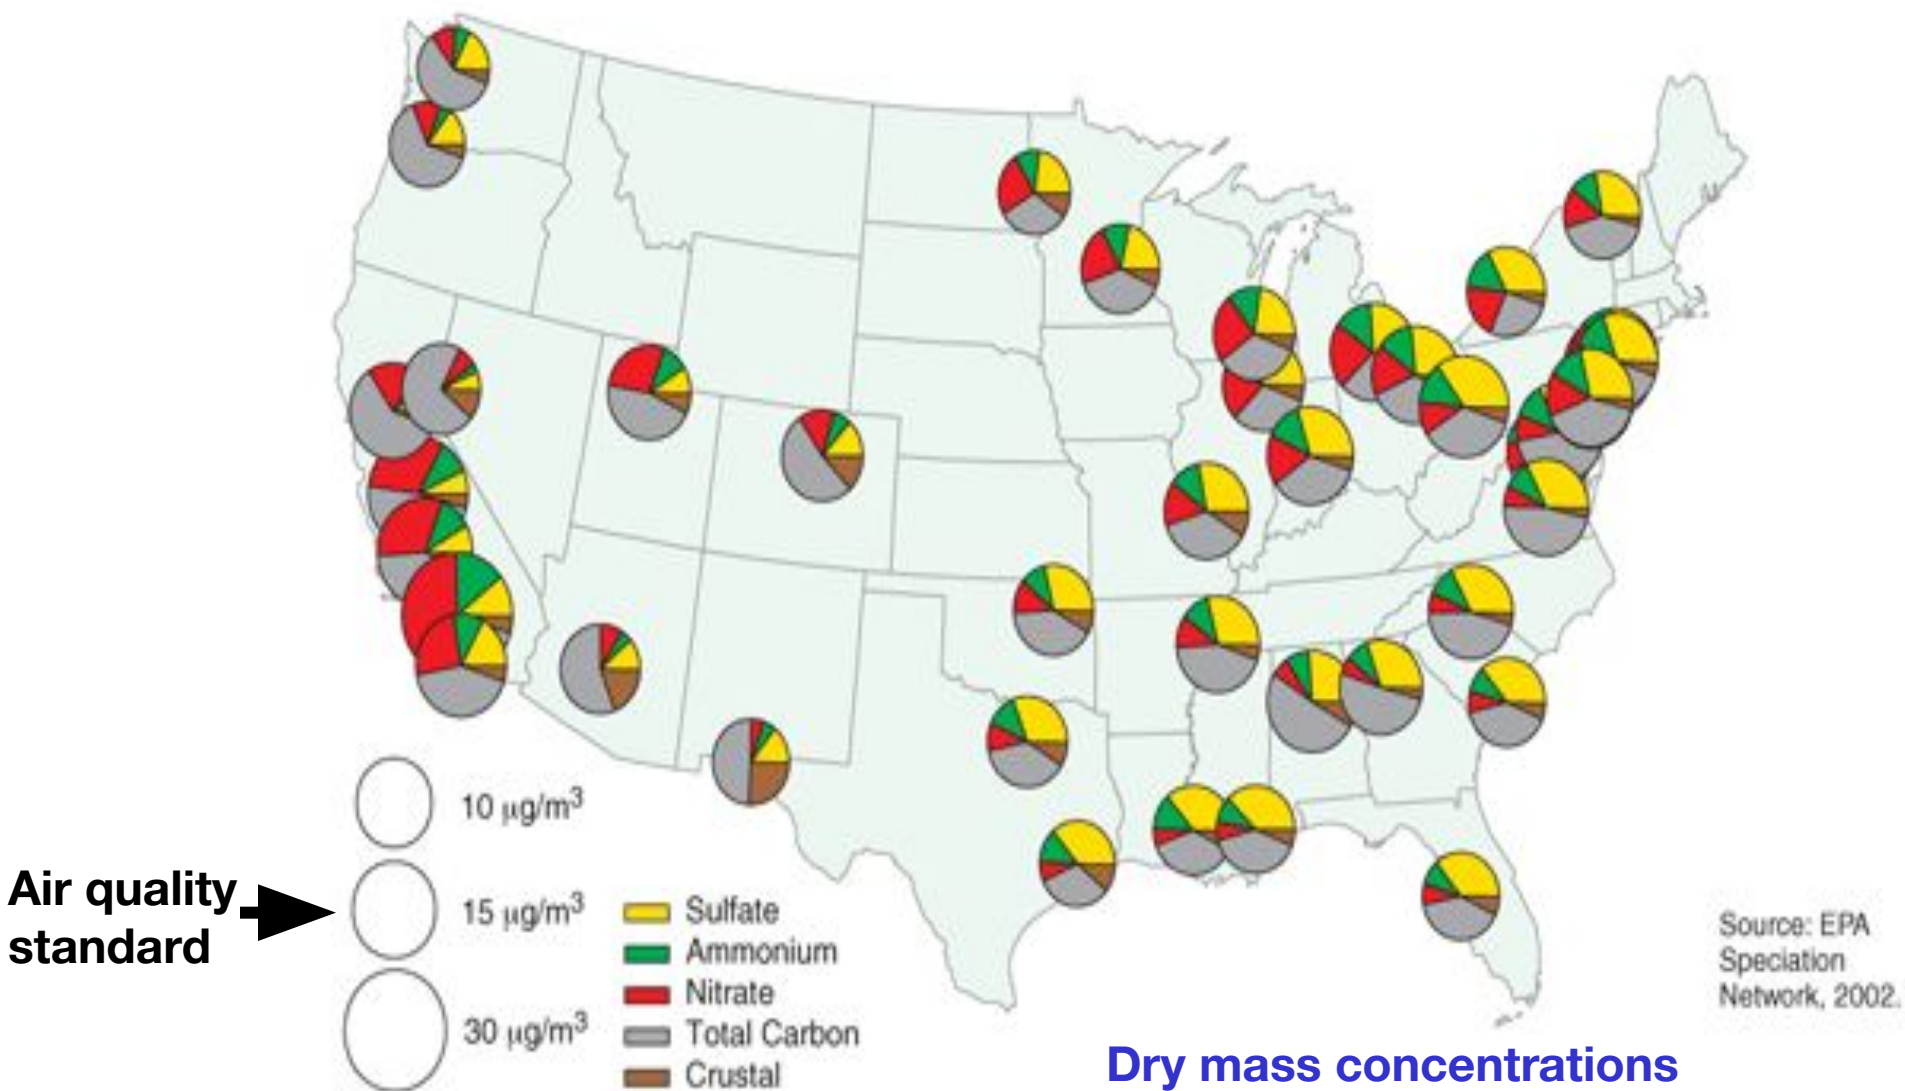 10 μg/m³
Air quality
standard
15 μg/m³
30 μg/m³
Sulfate
Ammonium
Nitrate
Total Carbon
Crustal
Source: EPA
Speciation
Network, 2002.
Dry mass concentrations